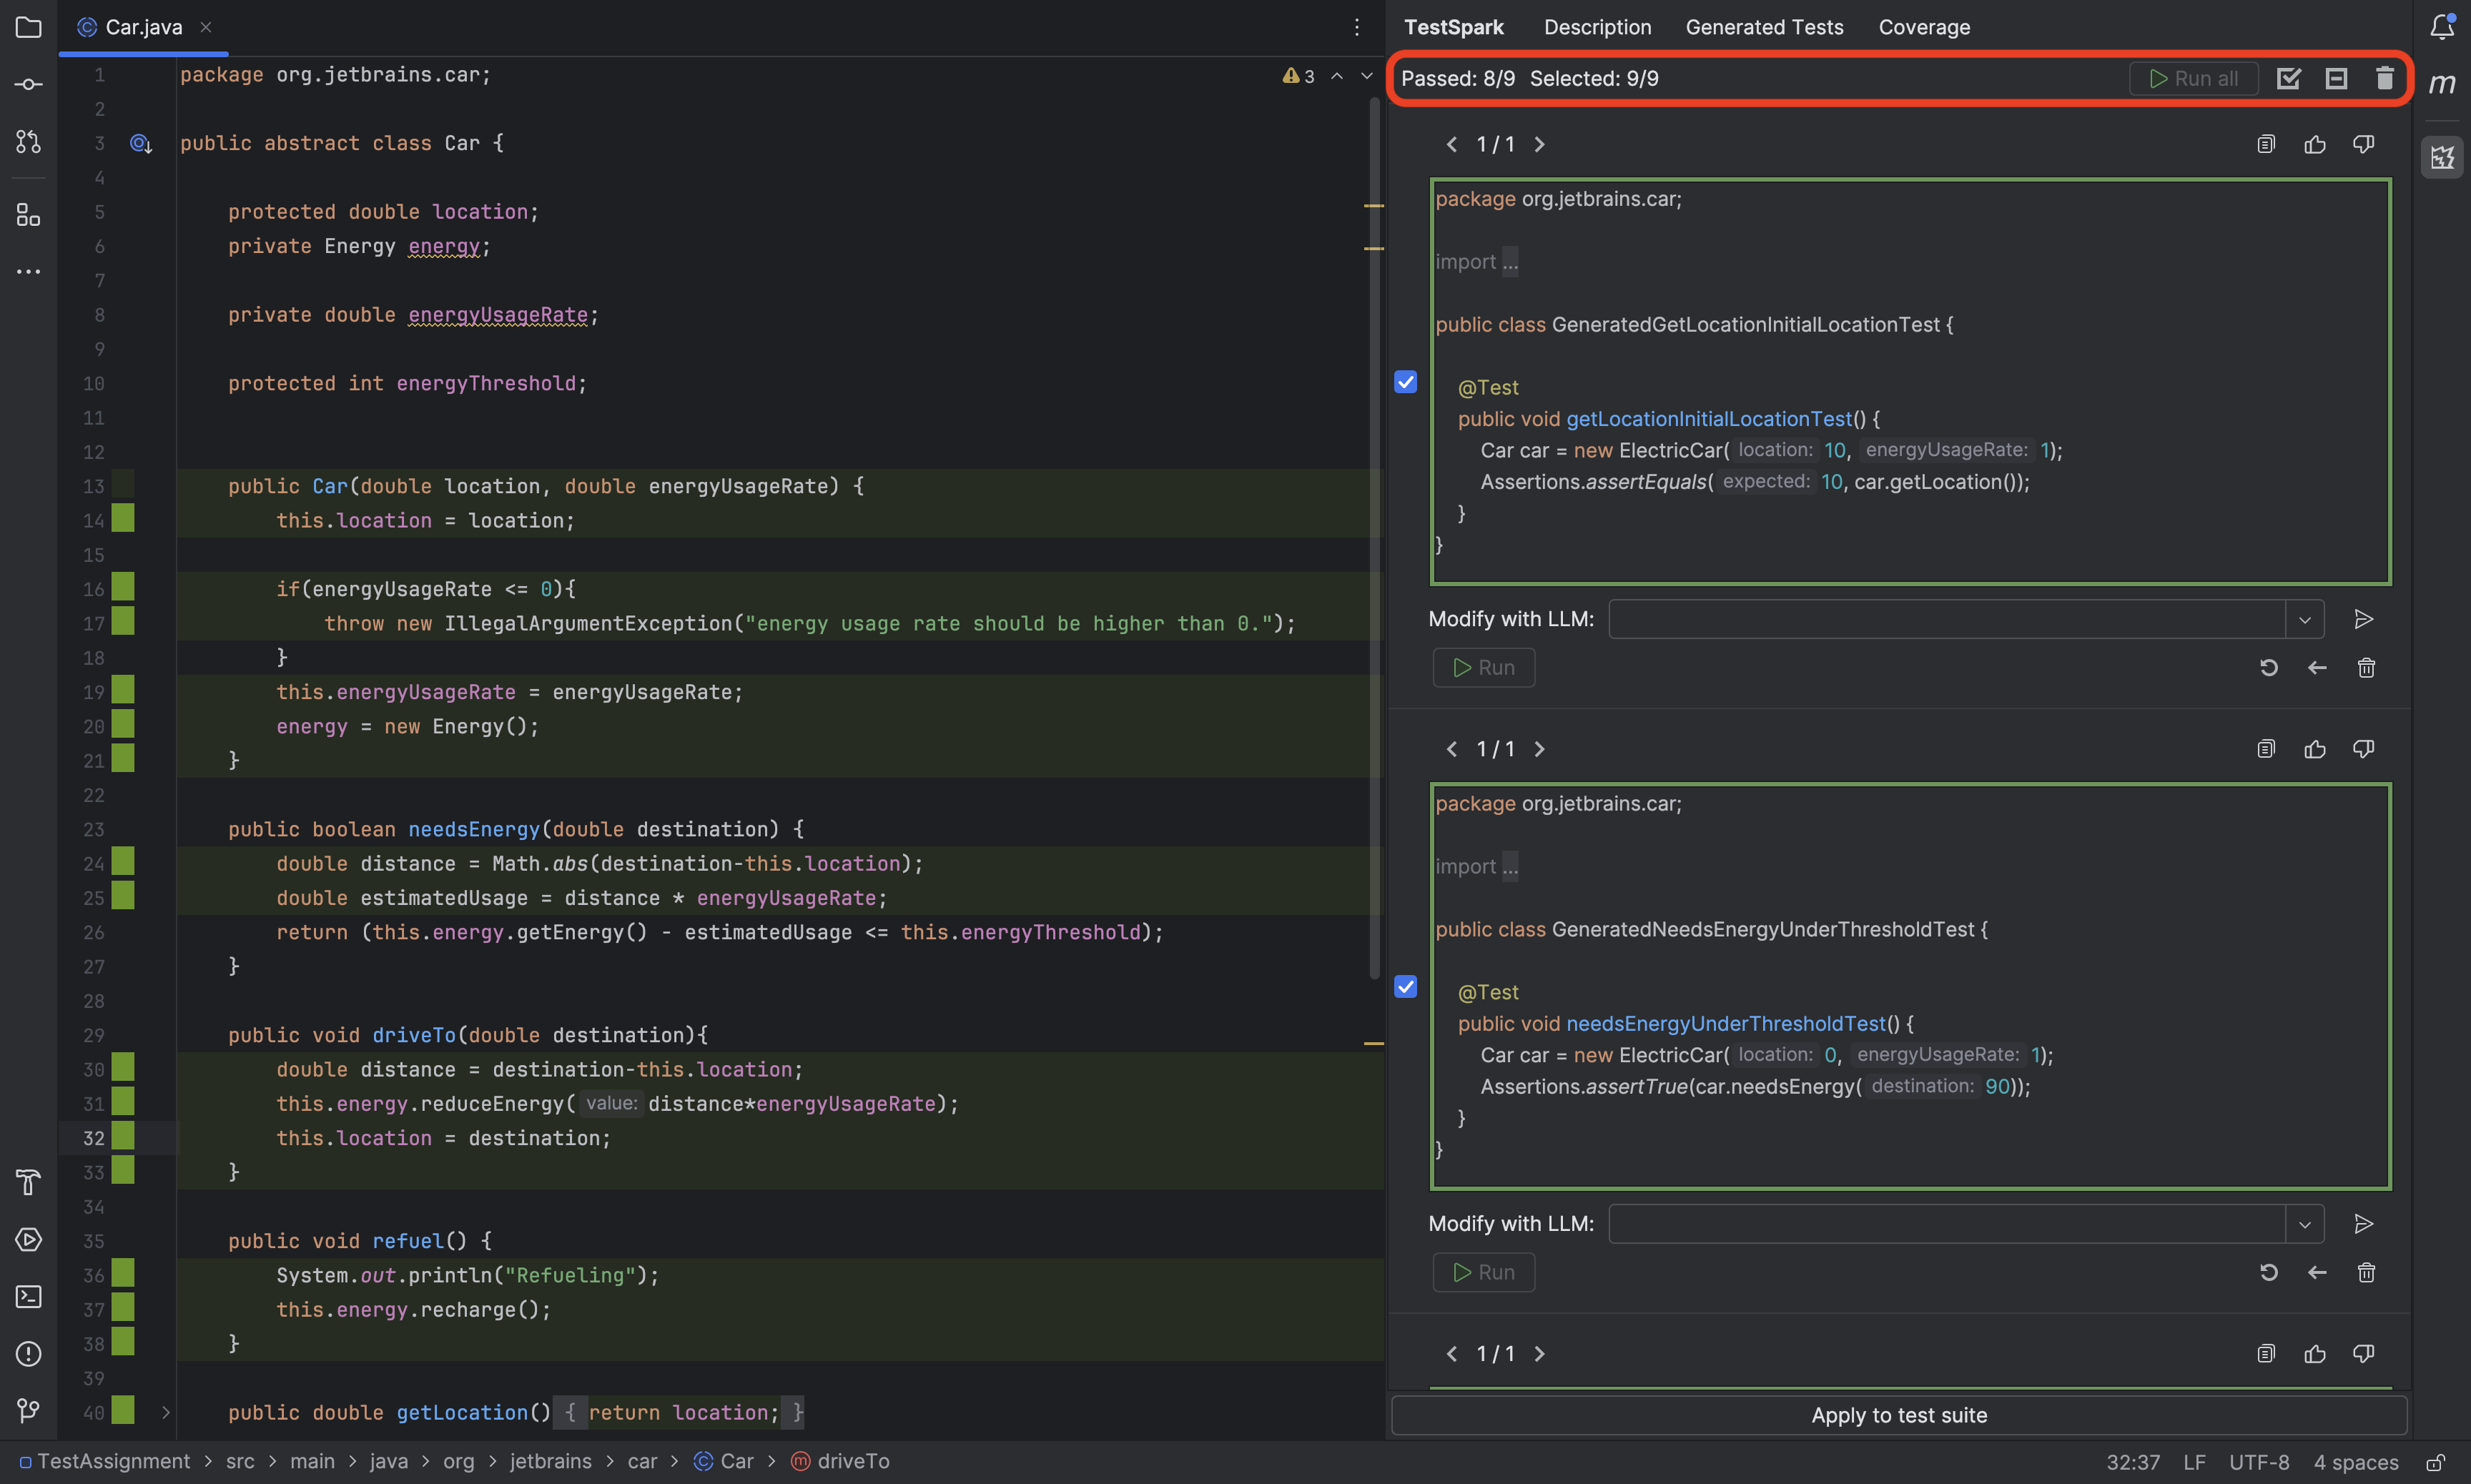 Car.java
TestSpark Description Generated Tests Coverage
3
Passed: 8/9 Selected: 9/9 Run all
m
1 package org.jetbrains.car;
2
3 public abstract class Car {
4
5 protected double location;
6 private Energy energy;
7
8 private double energyUsageRate;
9
10 protected int energyThreshold;
11
12
13 public Car(double location, double energyUsageRate) {
14 this.location = location;
15
16 if(energyUsageRate <= 0){
17 throw new IllegalArgumentException("energy usage rate should be higher than 0.");
18 }
19 this.energyUsageRate = energyUsageRate;
20 energy = new Energy();
21 }
22
23 public boolean needsEnergy(double destination) {
24 double distance = Math.abs(destination-this.location);
25 double estimatedUsage = distance * energyUsageRate;
26 return (this.energy.getEnergy() - estimatedUsage <= this.energyThreshold);
27 }
28
29 public void driveTo(double destination){
30 double distance = destination-this.location;
31 this.energy.reduceEnergy( value: distance*energyUsageRate);
32 this.location = destination;
33 }
34
35 public void refuel() {
36 System.out.println("Refueling");
37 this.energy.recharge();
38 }
39
40 public double getLocation() { return location; }
1 / 1
package org.jetbrains.car;
import ...
public class GeneratedGetLocationInitialLocationTest {
@Test
public void getLocationInitialLocationTest() {
Car car = new ElectricCar( location: 10, energyUsageRate: 1);
Assertions.assertEquals( expected: 10, car.getLocation());
}
}
Modify with LLM:
Run
1 / 1
package org.jetbrains.car;
import ...
public class GeneratedNeedsEnergyUnderThresholdTest {
@Test
public void needsEnergyUnderThresholdTest() {
Car car = new ElectricCar( location: 0, energyUsageRate: 1);
Assertions.assertTrue(car.needsEnergy( destination: 90));
}
}
Modify with LLM:
Run
1 / 1
Apply to test suite
TestAssignment > src > main > java > org > jetbrains > car > Car > driveTo
32:37 LF UTF-8 4 spaces